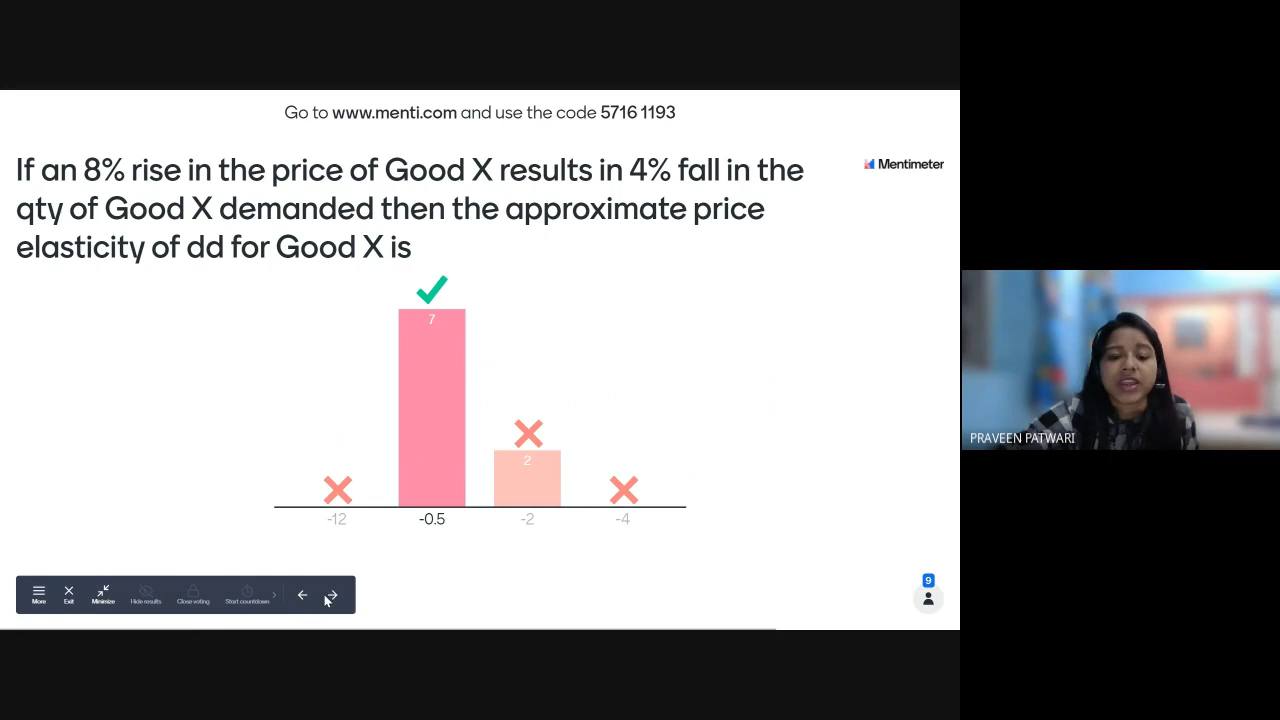 Go to www.menti.com and use the code 5716 1193
Mentimeter
If an 8% rise in the price of Good X results in 4% fall in the
qty of Good X demanded then the approximate price
elasticity of dd for Good X is
7
2
-12 -0.5 -2 -4
PRAVEEN PATWARI
More Exit Minimize Hide results Close voting Start countdown
9